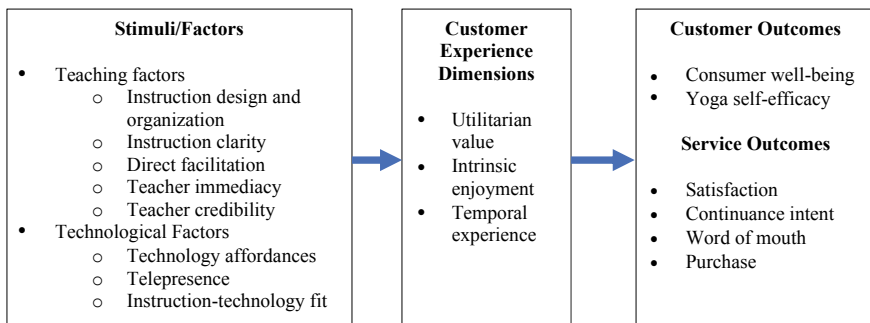 Stimuli/Factors
• Teaching factors
o Instruction design and
organization
o Instruction clarity
o Direct facilitation
o Teacher immediacy
o Teacher credibility
• Technological Factors
o Technology affordances
o Telepresence
o Instruction-technology fit
Customer
Experience
Dimensions
• Utilitarian
value
• Intrinsic
enjoyment
• Temporal
experience
Customer Outcomes
• Consumer well-being
• Yoga self-efficacy
Service Outcomes
• Satisfaction
• Continuance intent
• Word of mouth
• Purchase